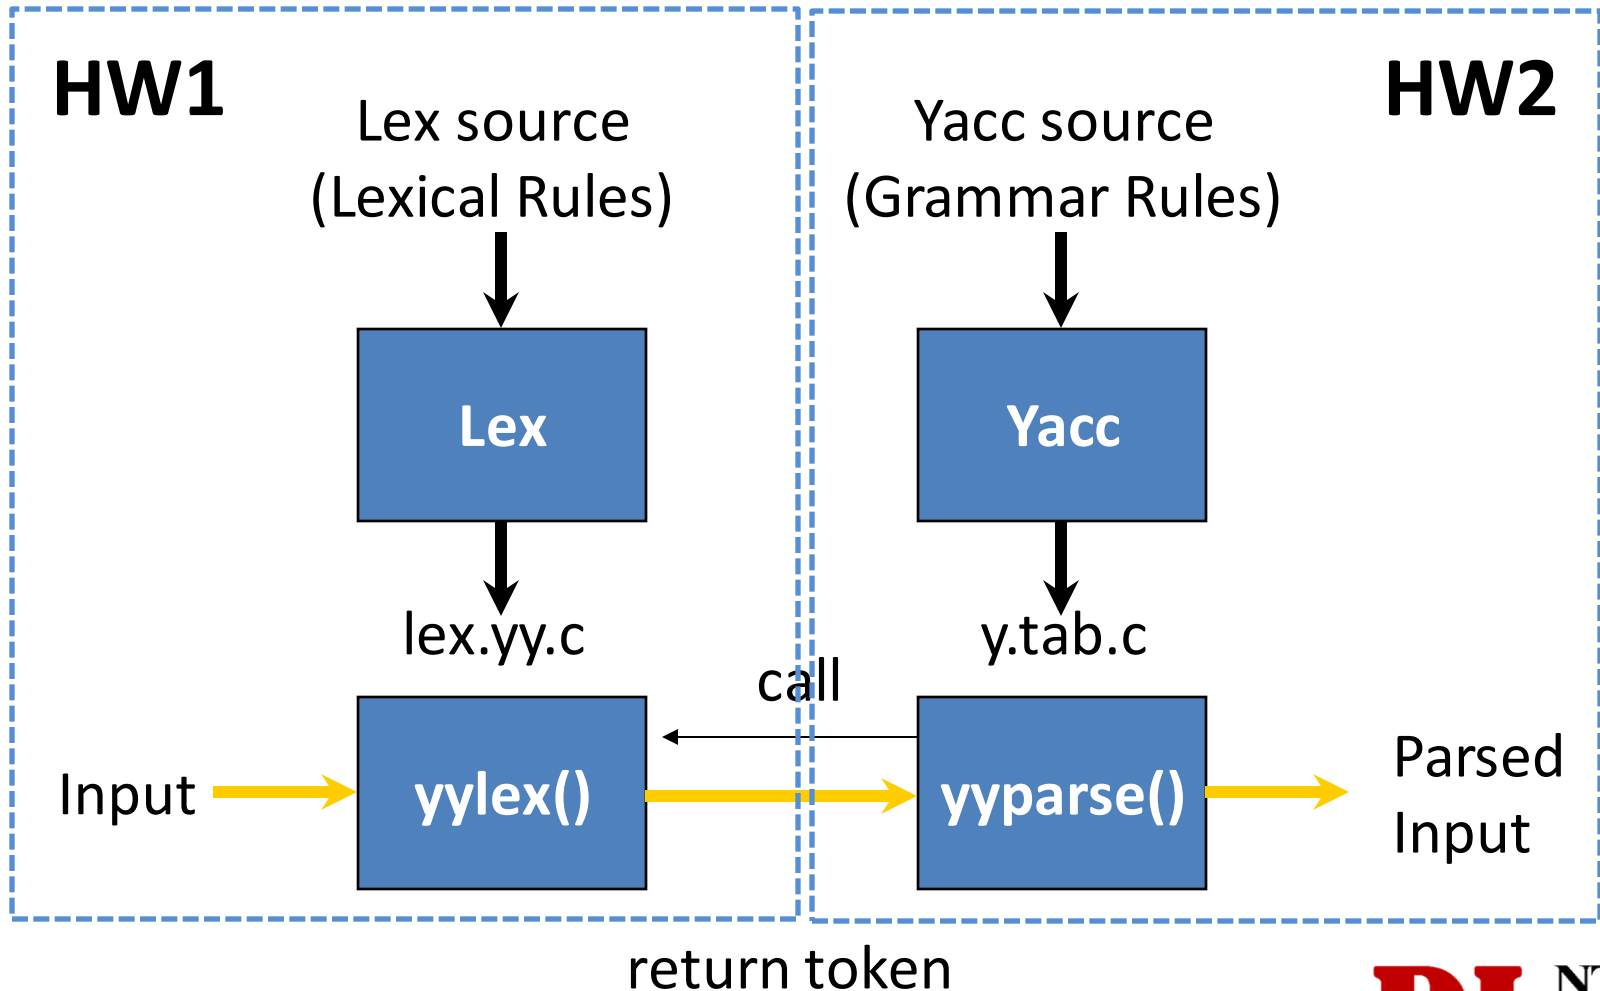 HW1
HW2
Lex source
(Lexical Rules)
Yacc source
(Grammar Rules)
Lex
Yacc
lex.yy.c
y.tab.c
call
Input
yylex()
yyparse()
Parsed
Input
return token